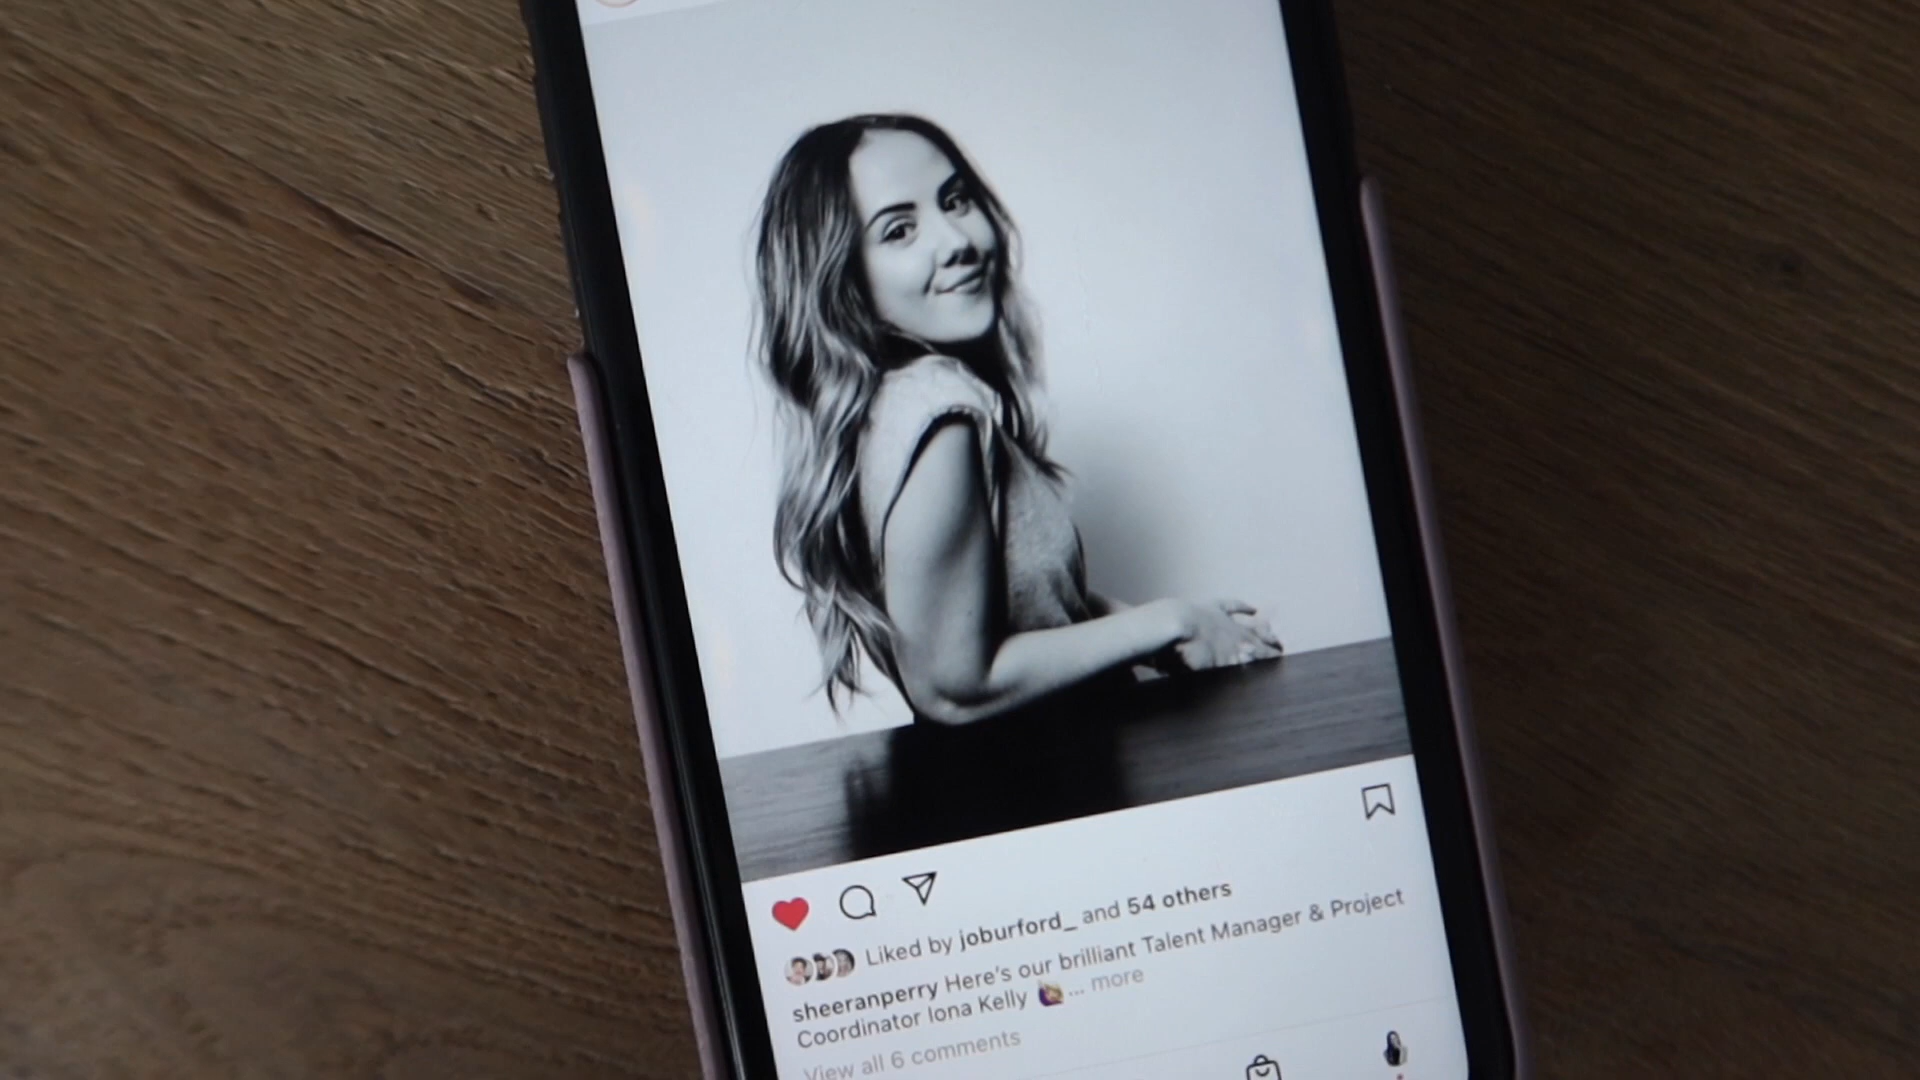 Liked by joburford_ and 54 others
sheeranperry Here's our brilliant Talent Manager & Project
Coordinator Iona Kelly 🙋 ... more
View all 6 comments